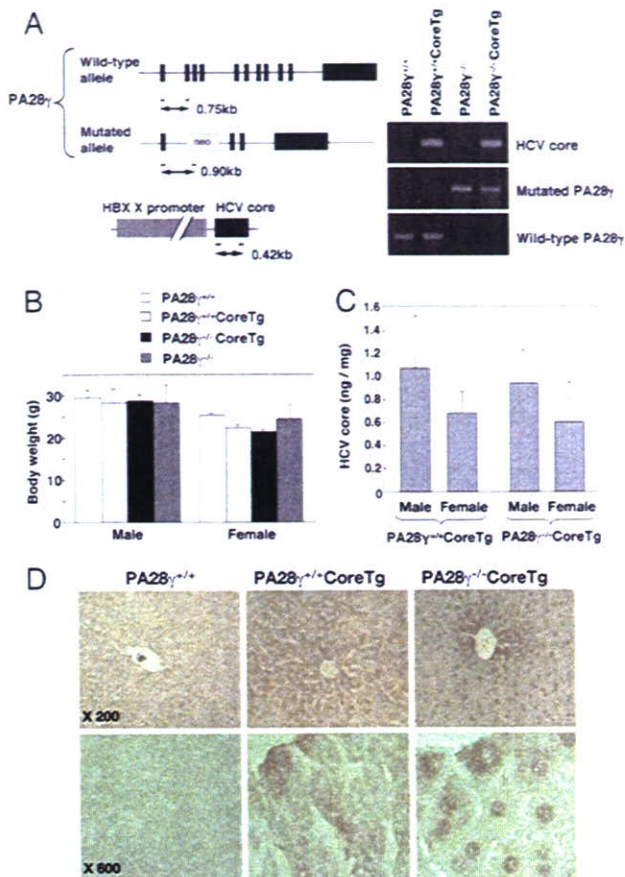 A
PA28γ
Wild-type allele
0.75kb
Mutated allele
neo
0.90kb
HBX X promoter
HCV core
0.42kb
PA28γ+/+
PA28γ+/+CoreTg
PA28γ-/-
PA28γ-/-CoreTg
HCV core
Mutated PA28γ
Wild-type PA28γ
B
PA28γ+/+
PA28γ+/+CoreTg
PA28γ-/-CoreTg
PA28γ-/-
Body weight (g)
30
20
10
0
Male
Female
C
HCV core (ng / mg)
1.6
1.4
1.2
1.0
0.8
0.6
0.4
0.2
0
Male
Female
Male
Female
PA28γ+/+CoreTg
PA28γ-/-CoreTg
D
PA28γ+/+
PA28γ+/+CoreTg
PA28γ-/-CoreTg
X 200
X 600